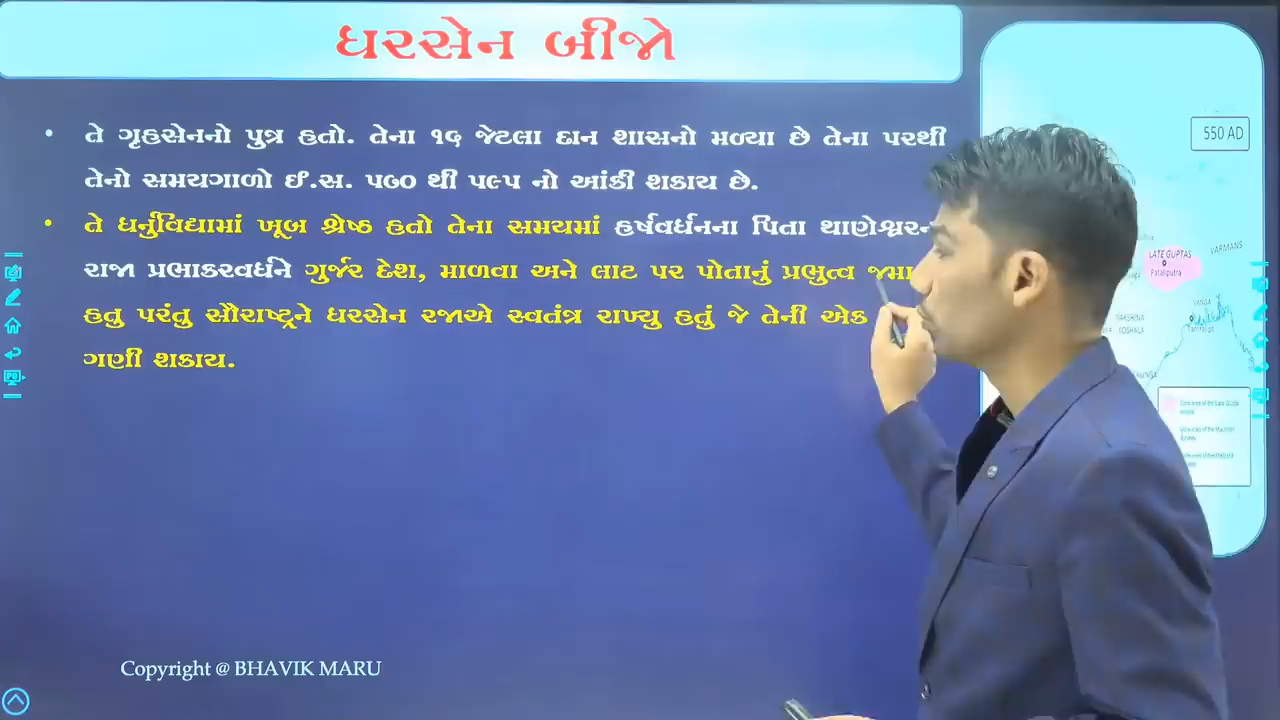 ધરસેન બીજો
• તે ગૃહસેનનો પુત્ર હતો. તેના ૧૫ જેટલા દાન શાસનો મળ્યા છે તેના પરથી
તેનો સમયગાળો ઈ.સ. ૫૭૦ થી ૫૯૫ નો આંકી શકાય છે.
• તે ધર્નુવિદ્યામાં ખૂબ શ્રેષ્ઠ હતો તેના સમયમાં હર્ષવર્ધનના પિતા
રાજા પ્રભાકરવર્ધને ગુર્જર દેશ, માળવા અને લાટ પર પોતાનું પ્રભુત્વ
હતુ પરંતુ સૌરાષ્ટ્રને ધરસેન રજાએ સ્વતંત્ર રાખ્યુ હતું જે તેની એક
ગણી શકાય.
550 AD
VARMANS
LATE GUPTAS
Pataliputra
VANGA
Copyright @ BHAVIK MARU